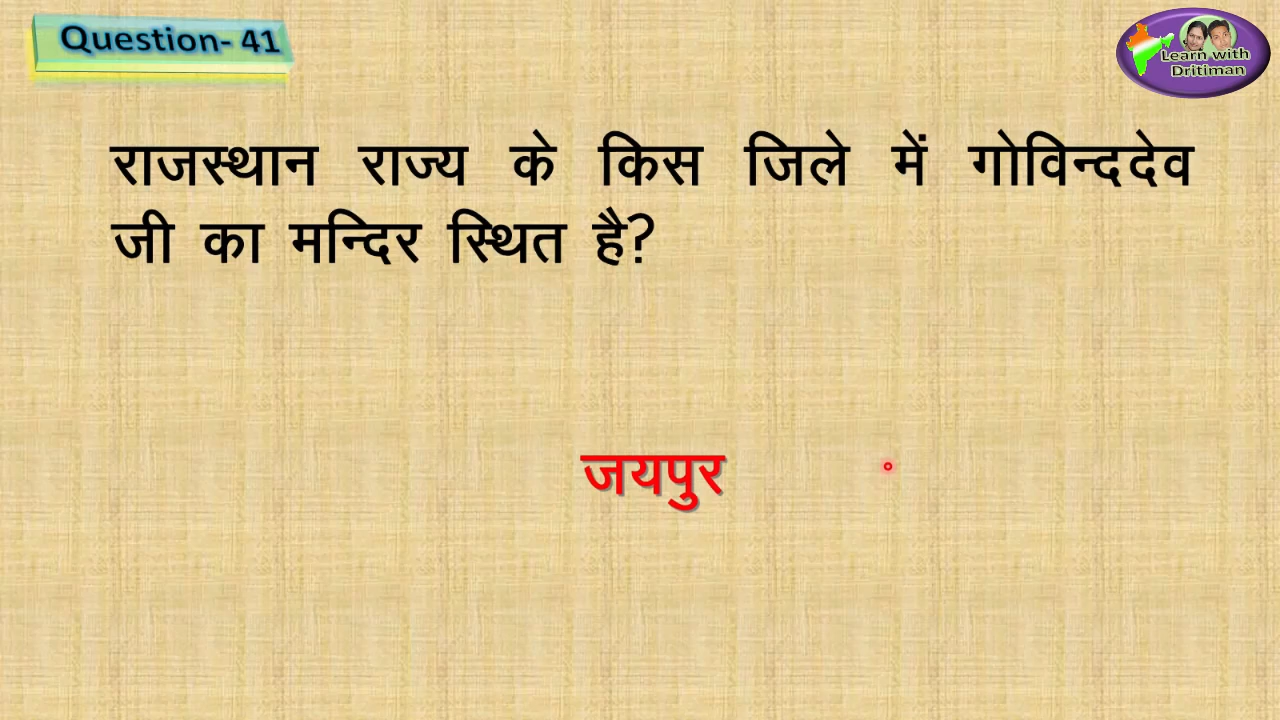 Question- 41
Learn with
Dritiman
राजस्थान राज्य के किस जिले में गोविन्ददेव
जी का मन्दिर स्थित है?
जयपुर